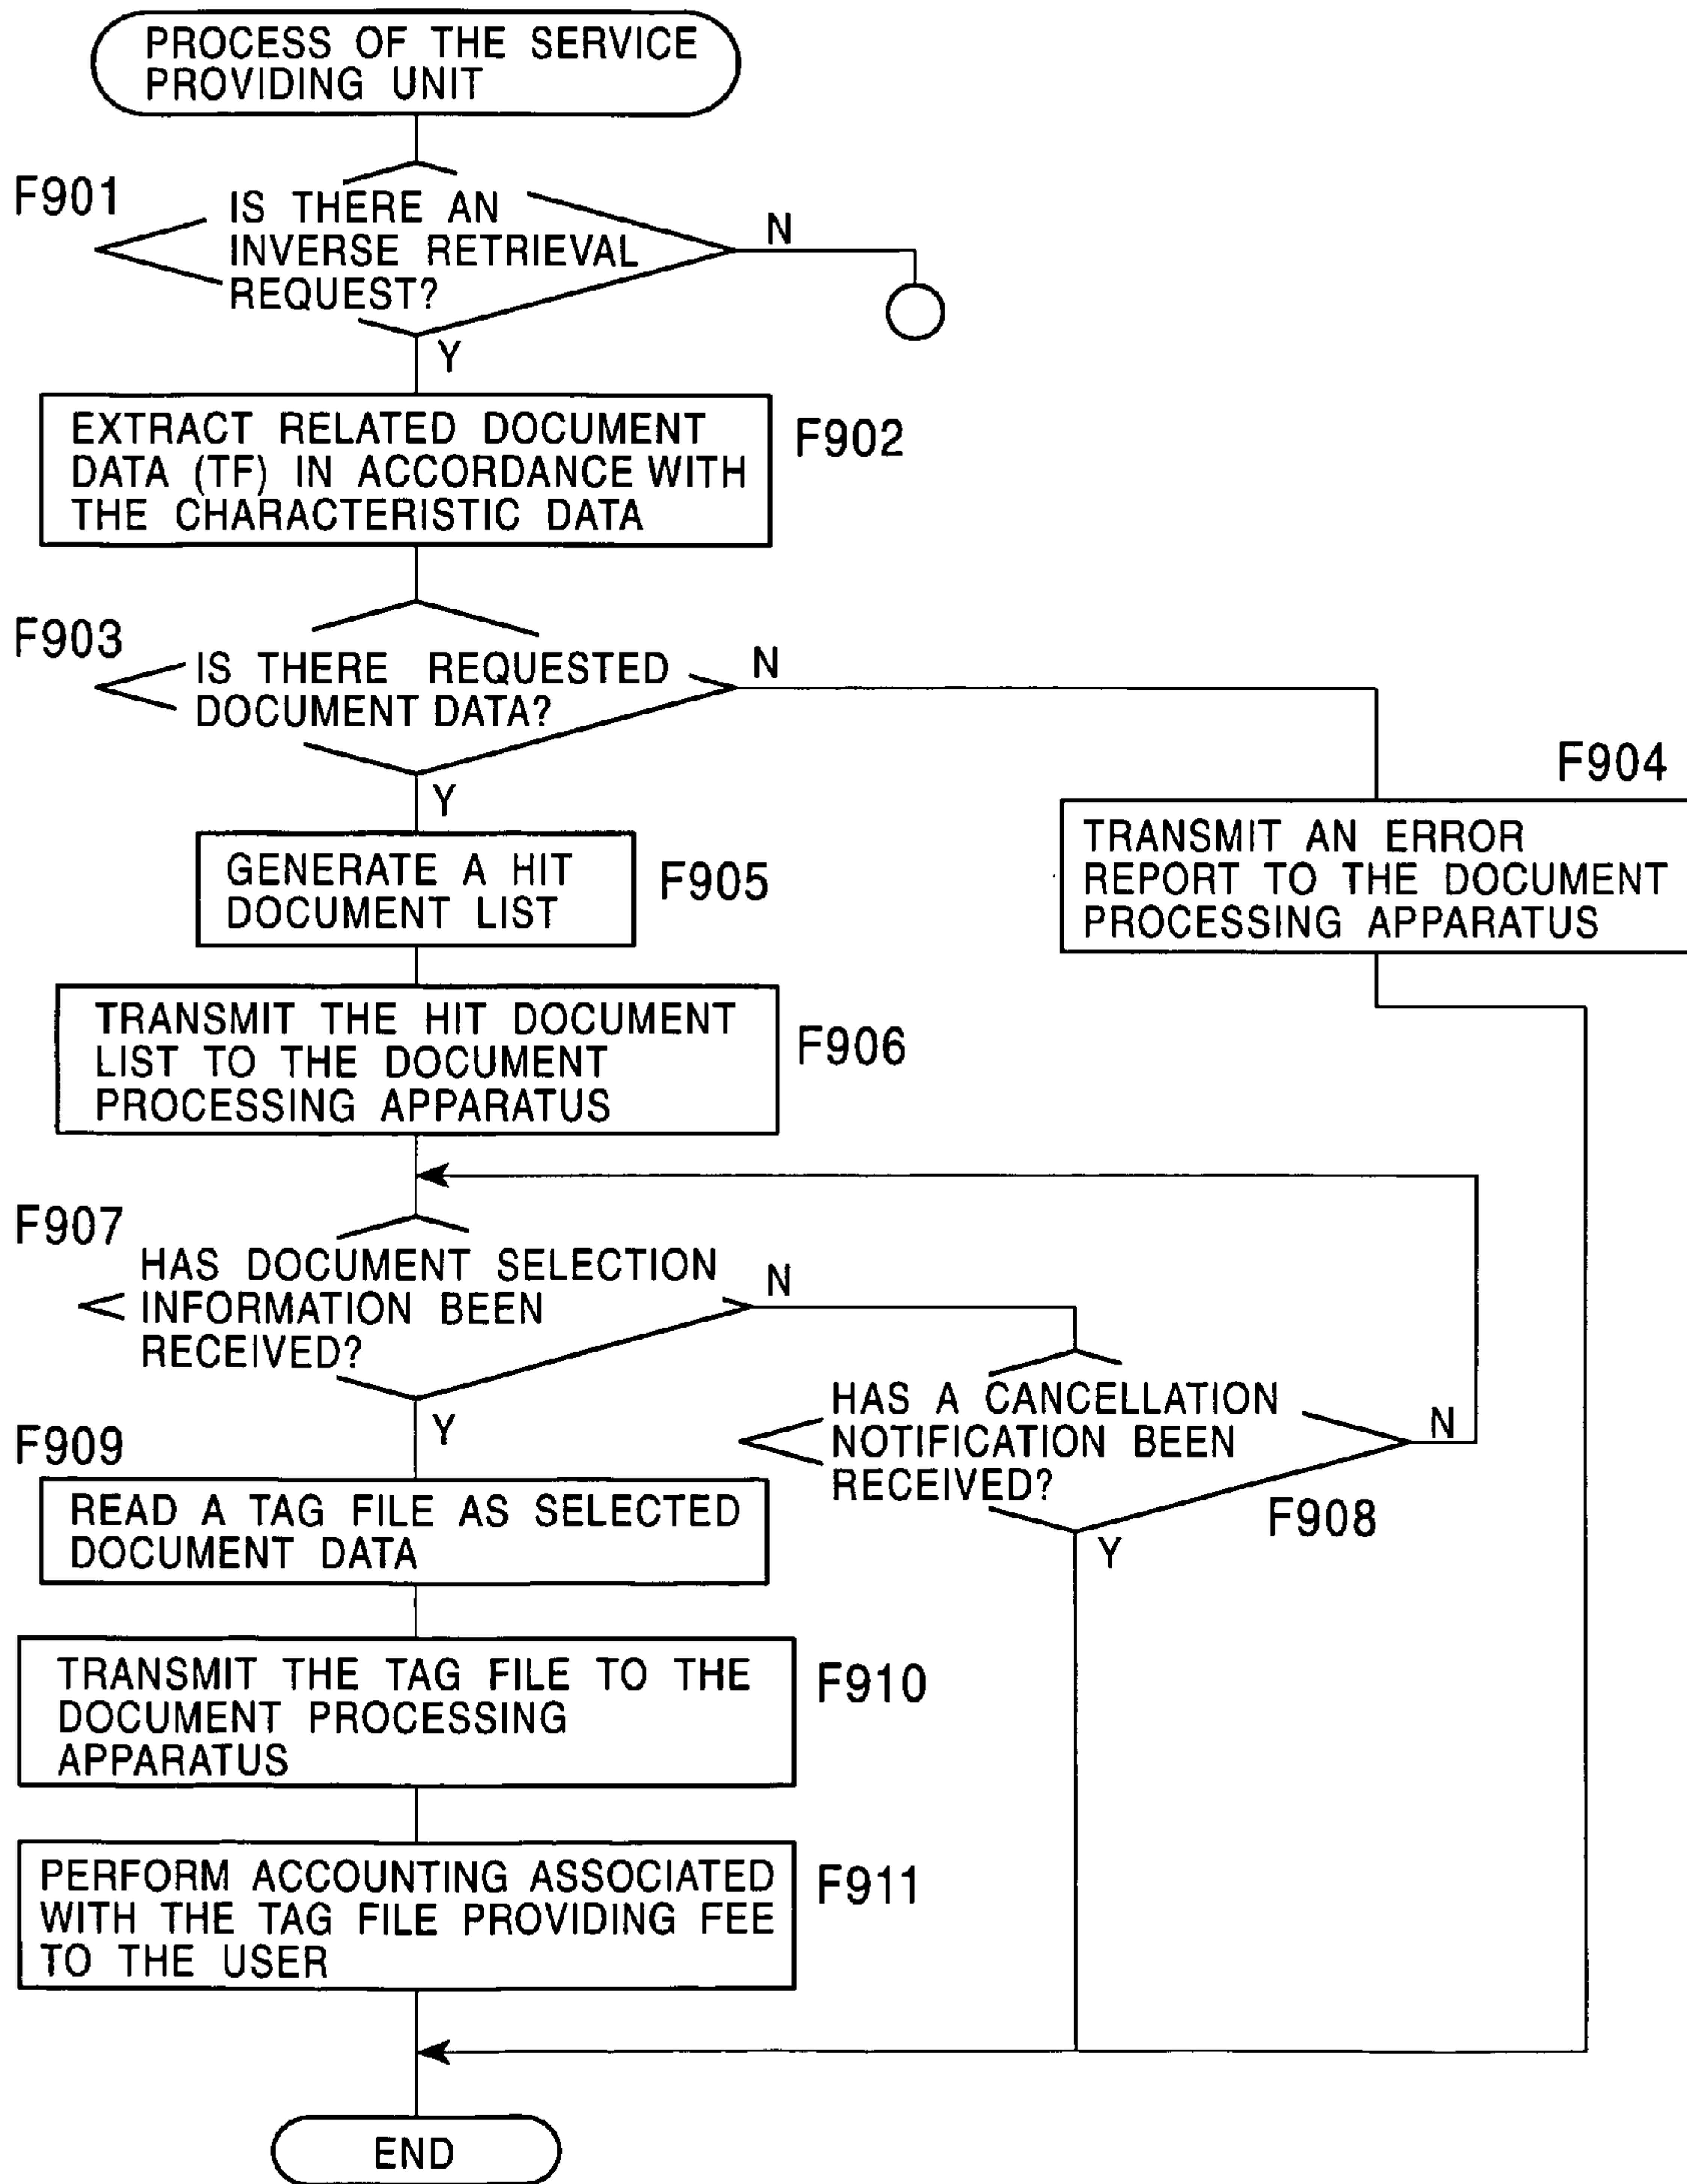 PROCESS OF THE SERVICE
PROVIDING UNIT
F901
IS THERE AN
INVERSE RETRIEVAL
REQUEST?
N
Y
EXTRACT RELATED DOCUMENT
DATA (TF) IN ACCORDANCE WITH
THE CHARACTERISTIC DATA
F902
F903
IS THERE REQUESTED
DOCUMENT DATA?
N
Y
F904
TRANSMIT AN ERROR
REPORT TO THE DOCUMENT
PROCESSING APPARATUS
GENERATE A HIT
DOCUMENT LIST
F905
TRANSMIT THE HIT DOCUMENT
LIST TO THE DOCUMENT
PROCESSING APPARATUS
F906
F907
HAS DOCUMENT SELECTION
INFORMATION BEEN
RECEIVED?
N
Y
HAS A CANCELLATION
NOTIFICATION BEEN
RECEIVED?
N
F908
Y
F909
READ A TAG FILE AS SELECTED
DOCUMENT DATA
TRANSMIT THE TAG FILE TO THE
DOCUMENT PROCESSING
APPARATUS
F910
PERFORM ACCOUNTING ASSOCIATED
WITH THE TAG FILE PROVIDING FEE
TO THE USER
F911
END